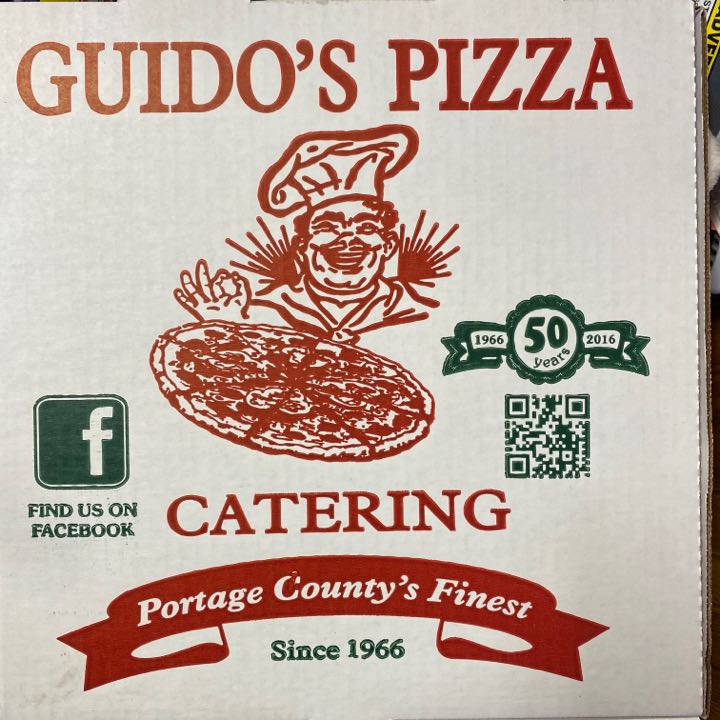 GUIDO'S PIZZA
1966 50 years 2016
f
FIND US ON
FACEBOOK
CATERING
Portage County's Finest
Since 1966